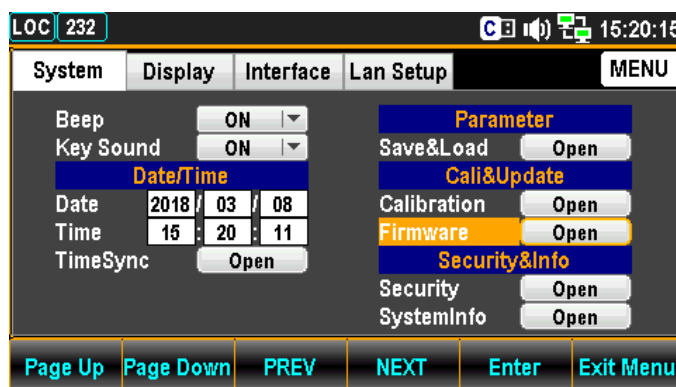 LOC 232 C 15:20:15
System Display Interface Lan Setup MENU
Beep ON
Key Sound ON
Date/Time
Date 2018 / 03 / 08
Time 15 : 20 : 11
TimeSync Open
Parameter
Save&Load Open
Cali&Update
Calibration Open
Firmware Open
Security&Info
Security Open
SystemInfo Open
Page Up Page Down PREV NEXT Enter Exit Menu